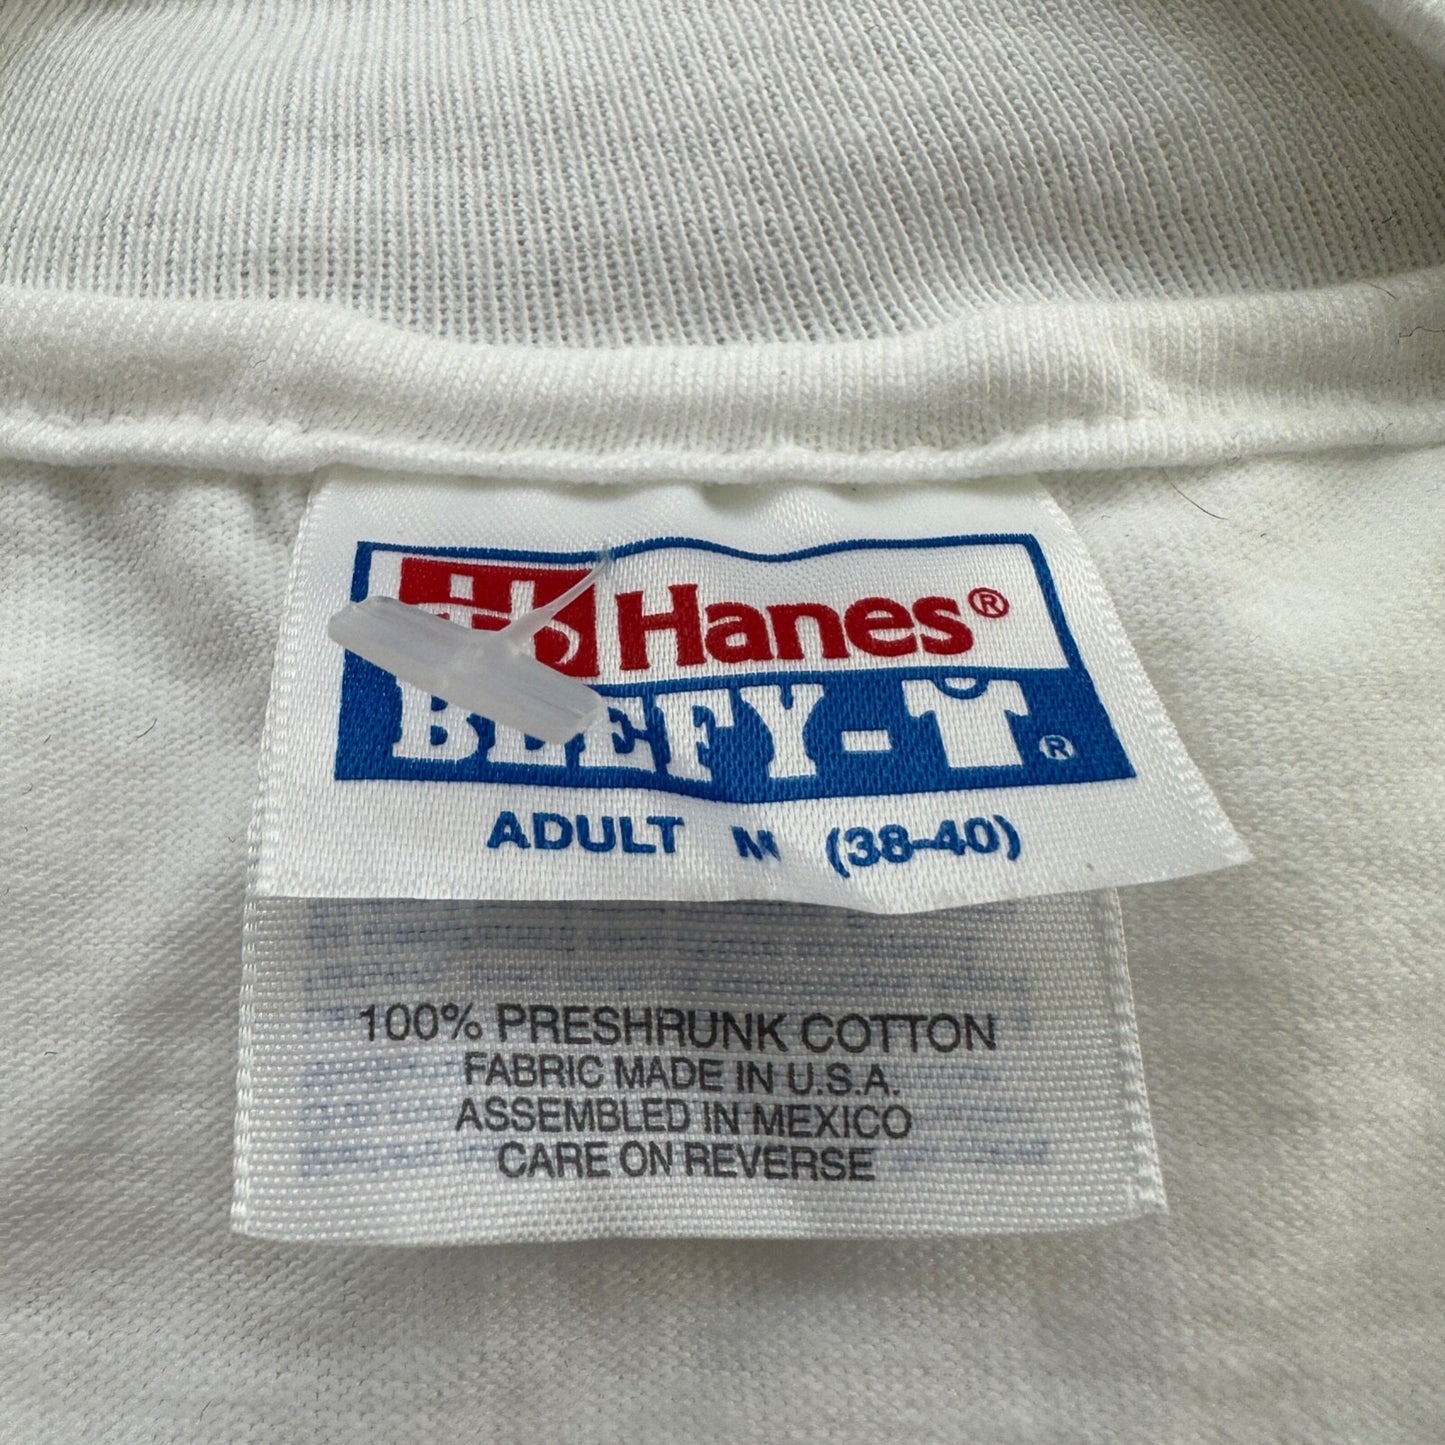 Hanes®
BEEFY-T®
ADULT M (38-40)
100% PRESHRUNK COTTON
FABRIC MADE IN U.S.A.
ASSEMBLED IN MEXICO
CARE ON REVERSE